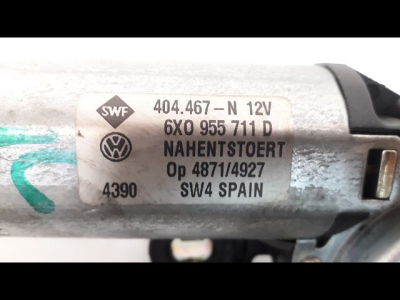 SWF 404.467-N 12V
6X0 955 711 D
NAHENTSTOERT
Op 4871/4927
4390 SW4 SPAIN